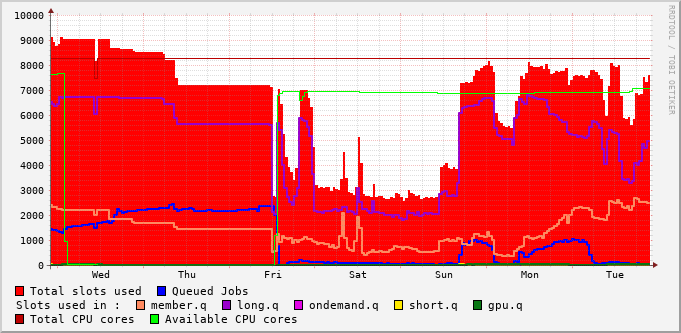 10000
9000
8000
7000
6000
5000
4000
3000
2000
1000
0
Wed Thu Fri Sat Sun Mon Tue
RRDTOOL / TOBI OETIKER
Total slots used Queued Jobs
Slots used in : member.q long.q ondemand.q short.q gpu.q
Total CPU cores Available CPU cores